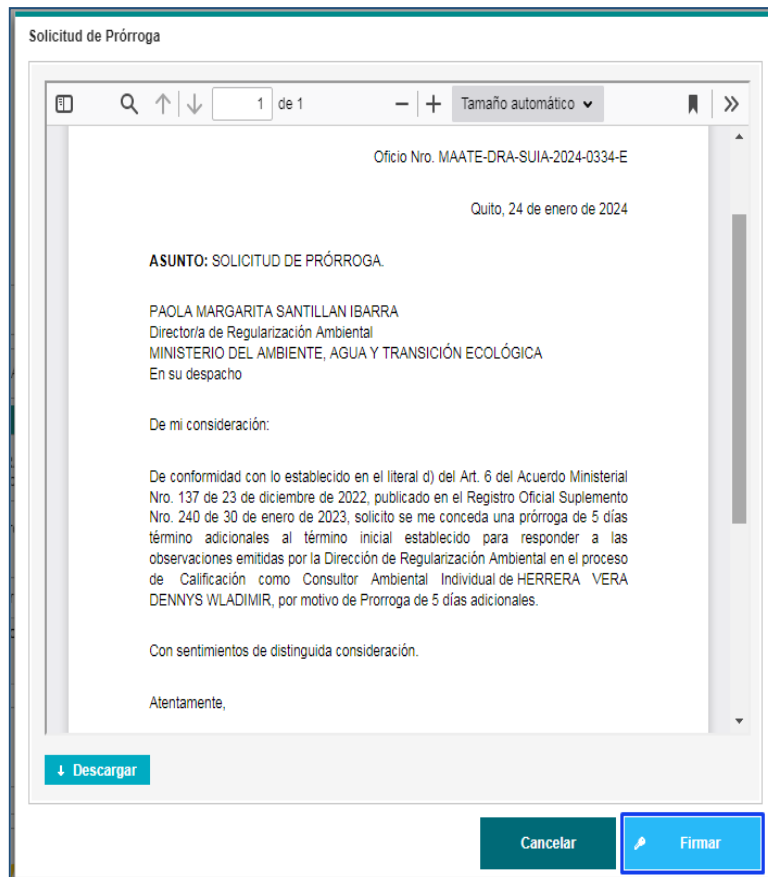 Solicitud de Prórroga
1 de 1
Tamaño automático
Oficio Nro. MAATE-DRA-SUIA-2024-0334-E
Quito, 24 de enero de 2024
ASUNTO: SOLICITUD DE PRÓRROGA.
PAOLA MARGARITA SANTILLAN IBARRA
Director/a de Regularización Ambiental
MINISTERIO DEL AMBIENTE, AGUA Y TRANSICIÓN ECOLÓGICA
En su despacho
De mi consideración:
De conformidad con lo establecido en el literal d) del Art. 6 del Acuerdo Ministerial
Nro. 137 de 23 de diciembre de 2022, publicado en el Registro Oficial Suplemento
Nro. 240 de 30 de enero de 2023, solicito se me conceda una prórroga de 5 días
término adicionales al término inicial establecido para responder a las
observaciones emitidas por la Dirección de Regularización Ambiental en el proceso
de Calificación como Consultor Ambiental Individual de HERRERA VERA
DENNYS WLADIMIR, por motivo de Prorroga de 5 días adicionales.
Con sentimientos de distinguida consideración.
Atentamente,
Descargar
Cancelar
Firmar